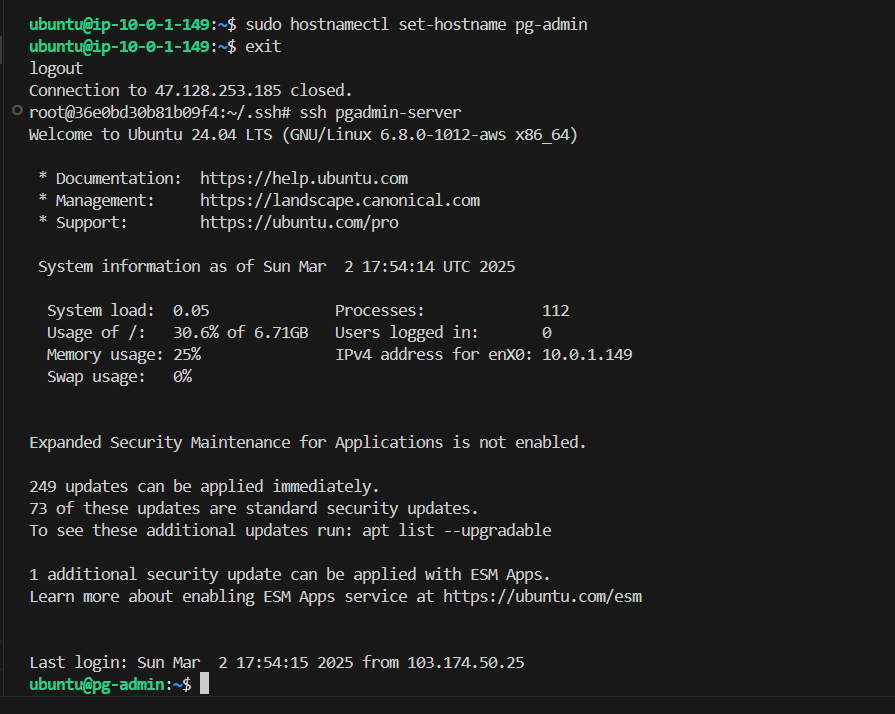 ubuntu@ip-10-0-1-149:~$ sudo hostnamectl set-hostname pg-admin
ubuntu@ip-10-0-1-149:~$ exit
logout
Connection to 47.128.253.185 closed.
root@36e0bd30b81b09f4:~/.ssh# ssh pgadmin-server
Welcome to Ubuntu 24.04 LTS (GNU/Linux 6.8.0-1012-aws x86_64)
* Documentation:  https://help.ubuntu.com
* Management:     https://landscape.canonical.com
* Support:        https://ubuntu.com/pro
System information as of Sun Mar  2 17:54:14 UTC 2025
System load:  0.05              Processes:             112
Usage of /:   30.6% of 6.71GB   Users logged in:       0
Memory usage: 25%               IPv4 address for enX0: 10.0.1.149
Swap usage:   0%
Expanded Security Maintenance for Applications is not enabled.
249 updates can be applied immediately.
73 of these updates are standard security updates.
To see these additional updates run: apt list --upgradable
1 additional security update can be applied with ESM Apps.
Learn more about enabling ESM Apps service at https://ubuntu.com/esm
Last login: Sun Mar  2 17:54:15 2025 from 103.174.50.25
ubuntu@pg-admin:~$